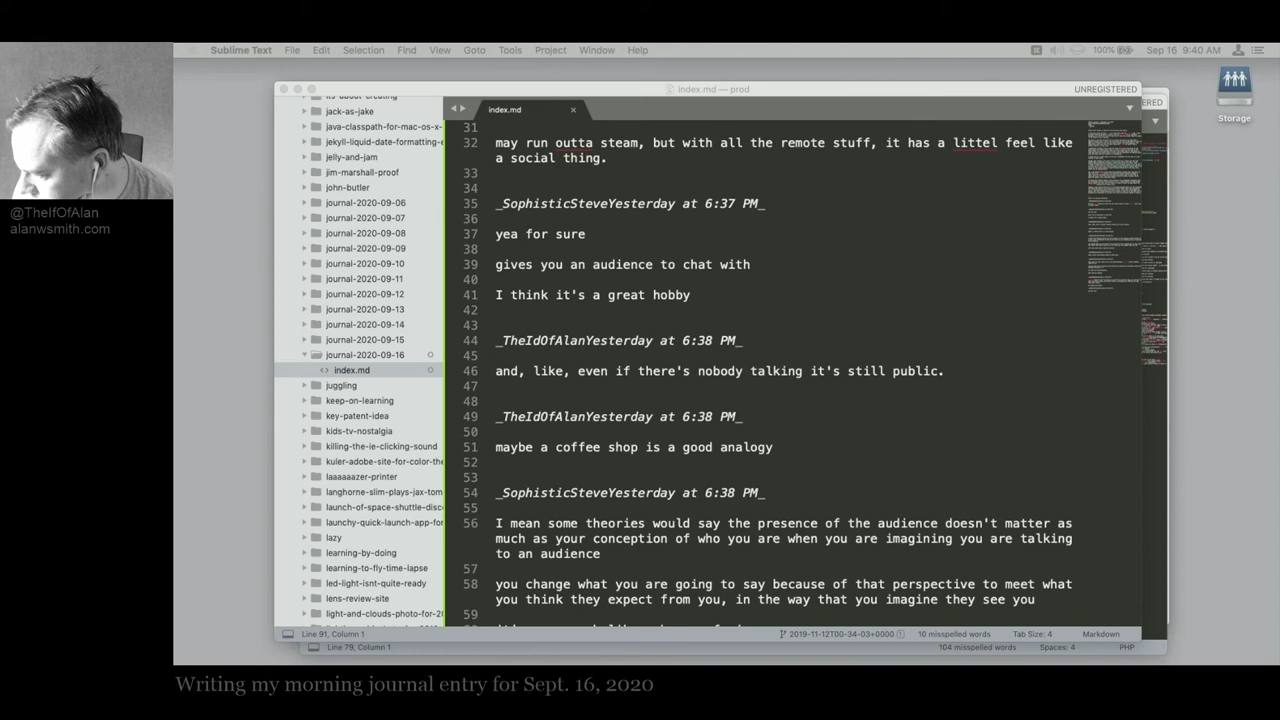 Sublime Text File Edit Selection Find View Goto Tools Project Window Help 100% Sep 16 9:40 AM
index.md — prod UNREGISTERED
ERED
Storage
index.md
@TheIfOfAlan
alanwsmith.com
jack-as-jake
java-classpath-for-mac-os-x-
jekyll-liquid-date-formatting-
jelly-and-jam
jim-marshall-proof
john-butler
journal-2020-09-06
journal-2020-09-07
journal-2020-09-08
journal-2020-09-09
journal-2020-09-10
journal-2020-09-11
journal-2020-09-12
journal-2020-09-13
journal-2020-09-14
journal-2020-09-15
journal-2020-09-16
index.md
juggling
keep-on-learning
key-patent-idea
kids-tv-nostalgia
killing-the-ie-clicking-sound
kuler-adobe-site-for-color-the
laaaaaazer-printer
langhorne-slim-plays-jax-tom
launch-of-space-shuttle-disc
launchy-quick-launch-app-for
lazy
learning-by-doing
learning-to-fly-time-lapse
led-light-isnt-quite-ready
lens-review-site
light-and-clouds-photo-for-2
31
32 may run outta steam, but with all the remote stuff, it has a littel feel like
a social thing.
33
34
35 _SophisticSteveYesterday at 6:37 PM_
36
37 yea for sure
38
39 gives you an audience to chat with
40
41 I think it's a great hobby
42
43
44 _TheIdOfAlanYesterday at 6:38 PM_
45
46 and, like, even if there's nobody talking it's still public.
47
48
49 _TheIdOfAlanYesterday at 6:38 PM_
50
51 maybe a coffee shop is a good analogy
52
53
54 _SophisticSteveYesterday at 6:38 PM_
55
56 I mean some theories would say the presence of the audience doesn't matter as
much as your conception of who you are when you are imagining you are talking
to an audience
57
58 you change what you are going to say because of that perspective to meet what
you think they expect from you, in the way that you imagine they see you
59
Line 91, Column 1 2019-11-12T00-34-03+0000 1 10 misspelled words Tab Size: 4 Markdown
Line 79, Column 1 104 misspelled words Spaces: 4 PHP
Writing my morning journal entry for Sept. 16, 2020